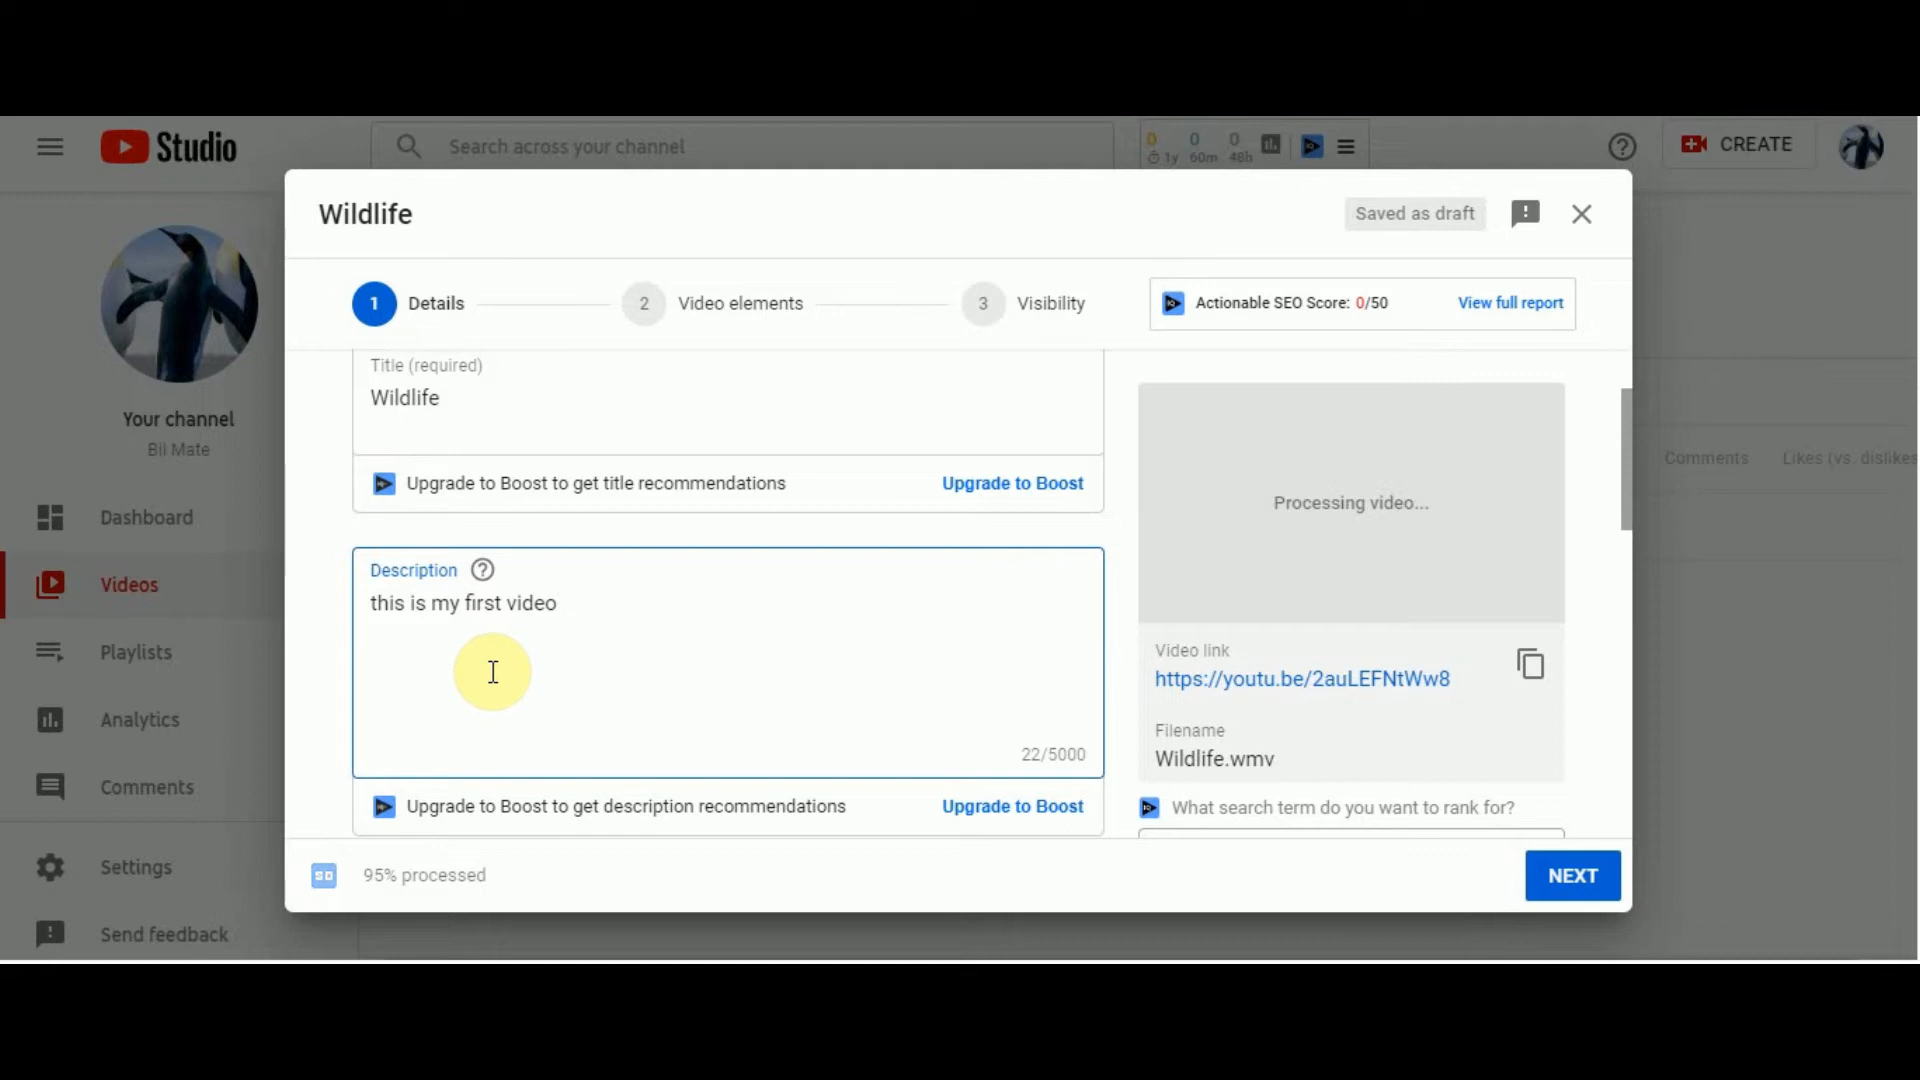 Studio
Search across your channel
0 0 0
1y 60m 48h
CREATE
Wildlife
Saved as draft
1 Details
2 Video elements
3 Visibility
Actionable SEO Score: 0/50
View full report
Title (required)
Wildlife
Upgrade to Boost to get title recommendations
Upgrade to Boost
Description
this is my first video
22/5000
Upgrade to Boost to get description recommendations
Upgrade to Boost
Processing video...
Video link
https://youtu.be/2auLEFNtWw8
Filename
Wildlife.wmv
What search term do you want to rank for?
SD
95% processed
NEXT
Your channel
Bil Mate
Dashboard
Videos
Playlists
Analytics
Comments
Settings
Send feedback
Comments
Likes (vs. dislikes